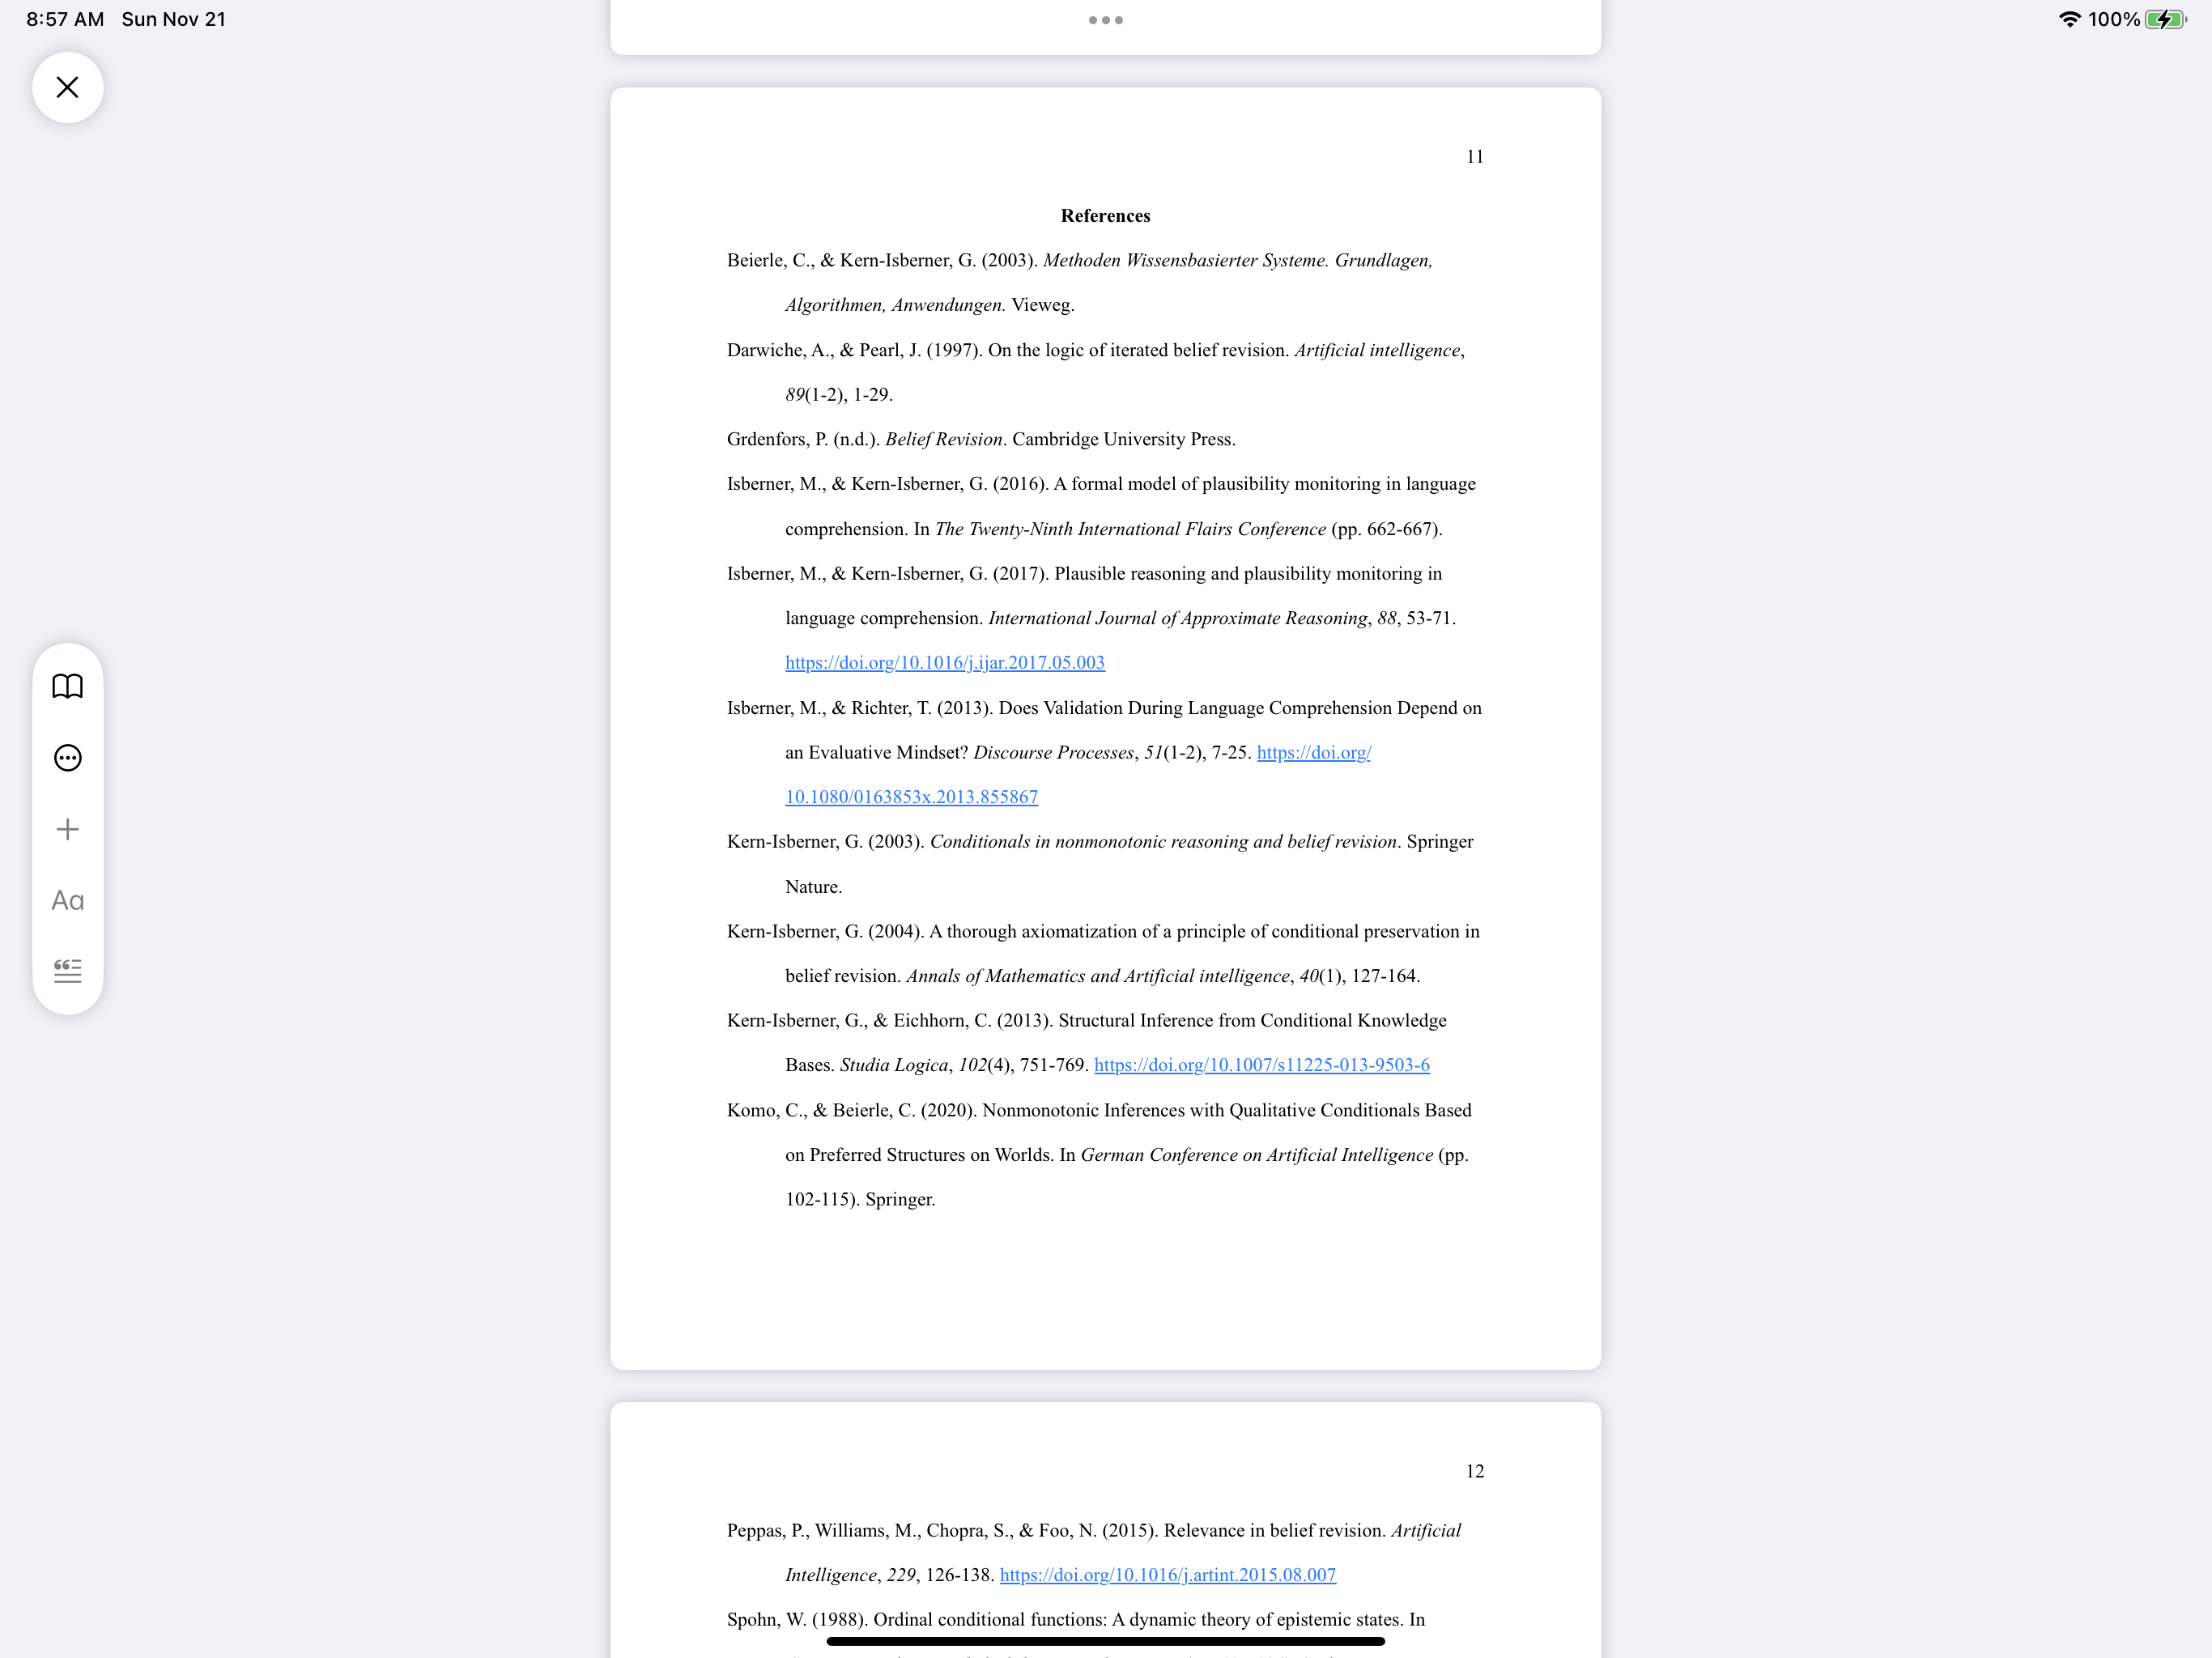 8:57 AM Sun Nov 21
100%
11
References
Beierle, C., & Kern-Isberner, G. (2003). Methoden Wissensbasierter Systeme. Grundlagen,
Algorithmen, Anwendungen. Vieweg.
Darwiche, A., & Pearl, J. (1997). On the logic of iterated belief revision. Artificial intelligence,
89(1-2), 1-29.
Grdenfors, P. (n.d.). Belief Revision. Cambridge University Press.
Isberner, M., & Kern-Isberner, G. (2016). A formal model of plausibility monitoring in language
comprehension. In The Twenty-Ninth International Flairs Conference (pp. 662-667).
Isberner, M., & Kern-Isberner, G. (2017). Plausible reasoning and plausibility monitoring in
language comprehension. International Journal of Approximate Reasoning, 88, 53-71.
https://doi.org/10.1016/j.ijar.2017.05.003
Isberner, M., & Richter, T. (2013). Does Validation During Language Comprehension Depend on
an Evaluative Mindset? Discourse Processes, 51(1-2), 7-25. https://doi.org/
10.1080/0163853x.2013.855867
Kern-Isberner, G. (2003). Conditionals in nonmonotonic reasoning and belief revision. Springer
Nature.
Kern-Isberner, G. (2004). A thorough axiomatization of a principle of conditional preservation in
belief revision. Annals of Mathematics and Artificial intelligence, 40(1), 127-164.
Kern-Isberner, G., & Eichhorn, C. (2013). Structural Inference from Conditional Knowledge
Bases. Studia Logica, 102(4), 751-769. https://doi.org/10.1007/s11225-013-9503-6
Komo, C., & Beierle, C. (2020). Nonmonotonic Inferences with Qualitative Conditionals Based
on Preferred Structures on Worlds. In German Conference on Artificial Intelligence (pp.
102-115). Springer.
Aa
12
Peppas, P., Williams, M., Chopra, S., & Foo, N. (2015). Relevance in belief revision. Artificial
Intelligence, 229, 126-138. https://doi.org/10.1016/j.artint.2015.08.007
Spohn, W. (1988). Ordinal conditional functions: A dynamic theory of epistemic states. In